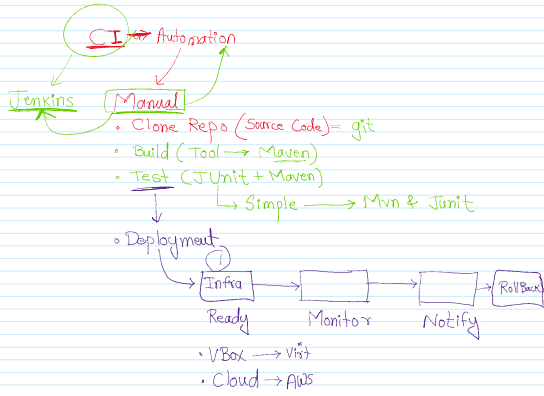 CI → Automation
Jenkins
Manual
• Clone Repo (Source Code) = git
• Build (Tool → Maven)
• Test (JUnit + Maven)
→ Simple → Mvn & Junit
• Deployment
1
Infra
RollBack
Ready Monitor Notify
• VBox →
• Cloud → AWS